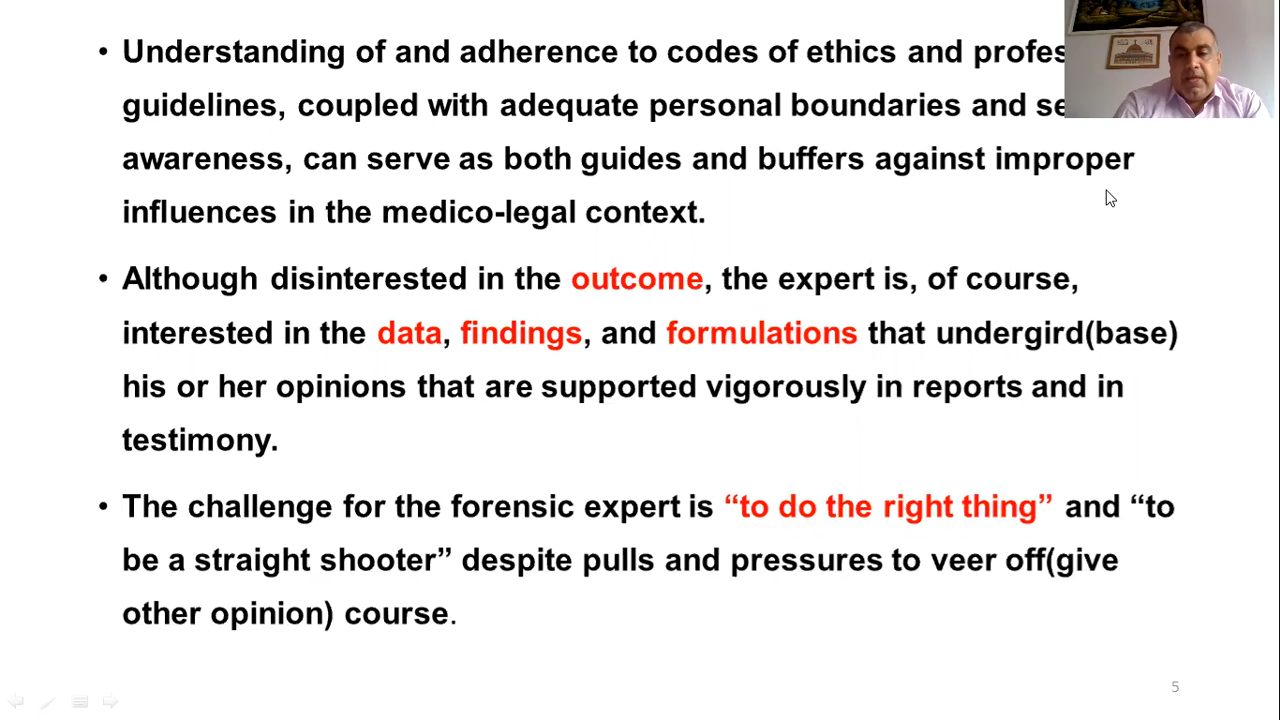 • Understanding of and adherence to codes of ethics and
guidelines, coupled with adequate personal boundaries and
awareness, can serve as both guides and buffers against improper
influences in the medico-legal context.
• Although disinterested in the outcome, the expert is, of course,
interested in the data, findings, and formulations that undergird(base)
his or her opinions that are supported vigorously in reports and in
testimony.
• The challenge for the forensic expert is “to do the right thing” and “to
be a straight shooter” despite pulls and pressures to veer off(give
other opinion) course.
5